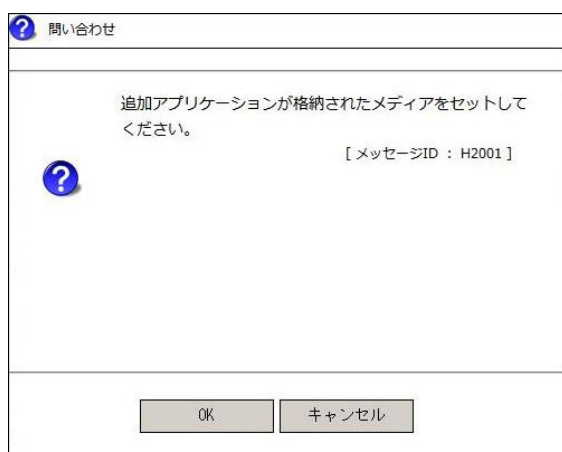 問い合わせ
追加アプリケーションが格納されたメディアをセットして
ください。
[ メッセージID : H2001 ]
OK
キャンセル